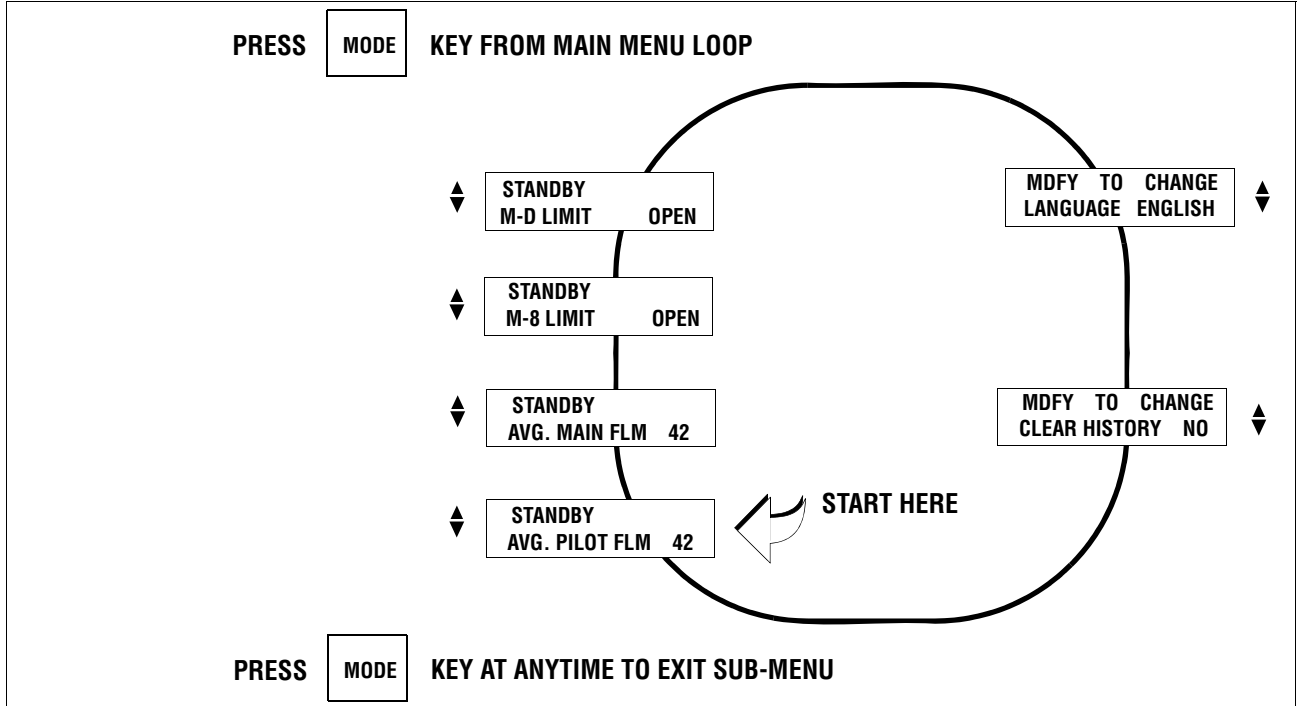 PRESS MODE KEY FROM MAIN MENU LOOP
STANDBY
M-D LIMIT OPEN
MDFY TO CHANGE
LANGUAGE ENGLISH
STANDBY
M-8 LIMIT OPEN
STANDBY
AVG. MAIN FLM 42
MDFY TO CHANGE
CLEAR HISTORY NO
STANDBY
AVG. PILOT FLM 42
START HERE
PRESS MODE KEY AT ANYTIME TO EXIT SUB-MENU